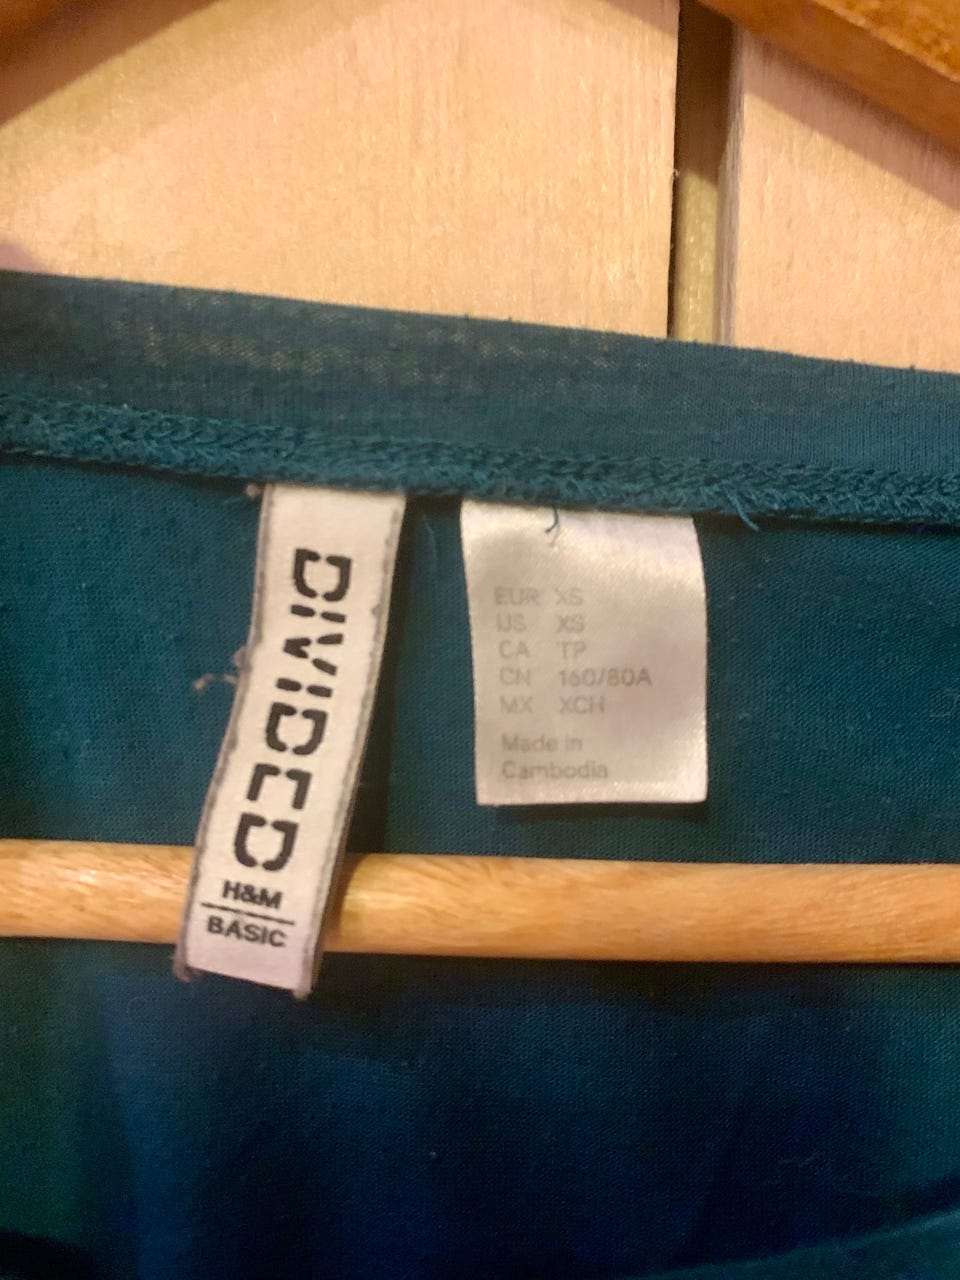 DIVIDED
H&M
BASIC
EUR XS
US XS
CA TP
CN 160/80A
MX XCH
Made in
Cambodia